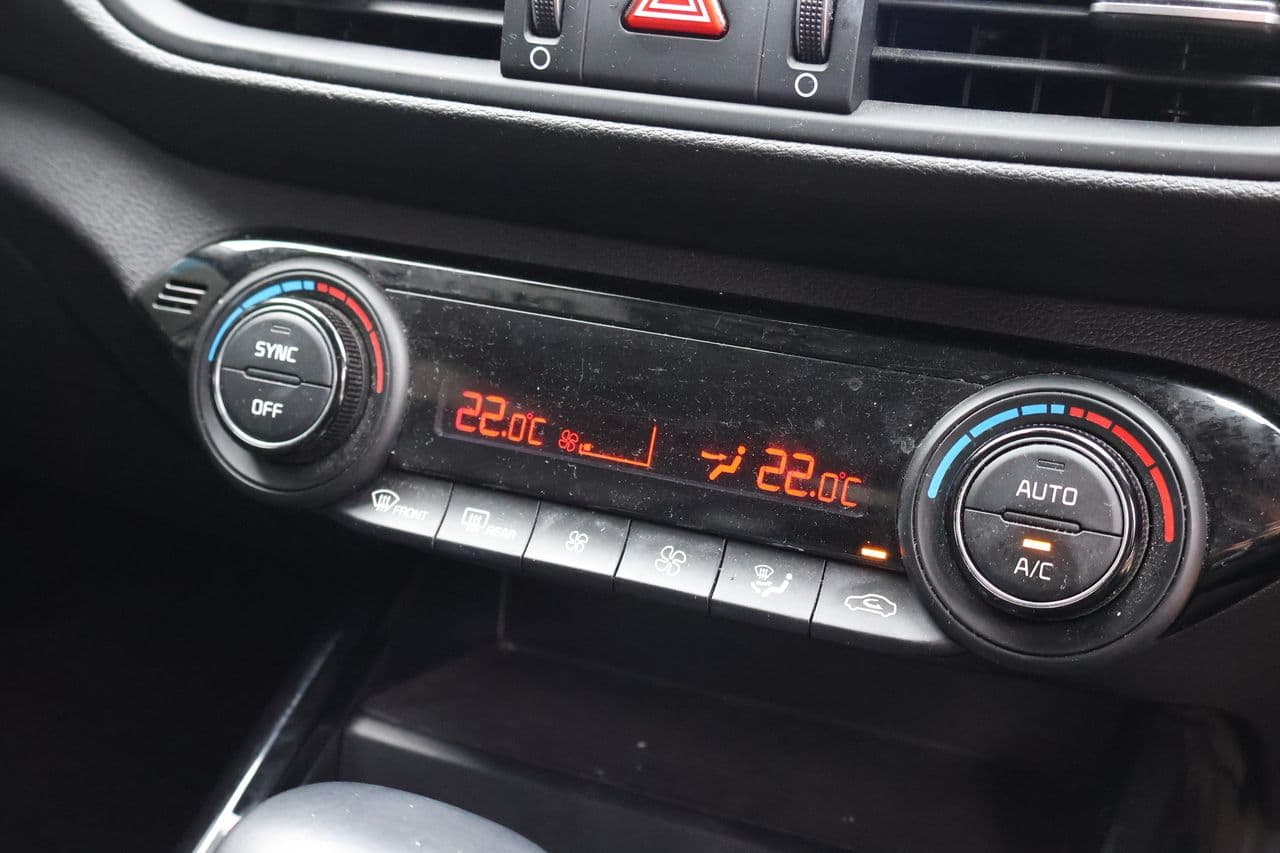 SYNC
OFF
22.0°C
22.0°C
FRONT
REAR
AUTO
A/C